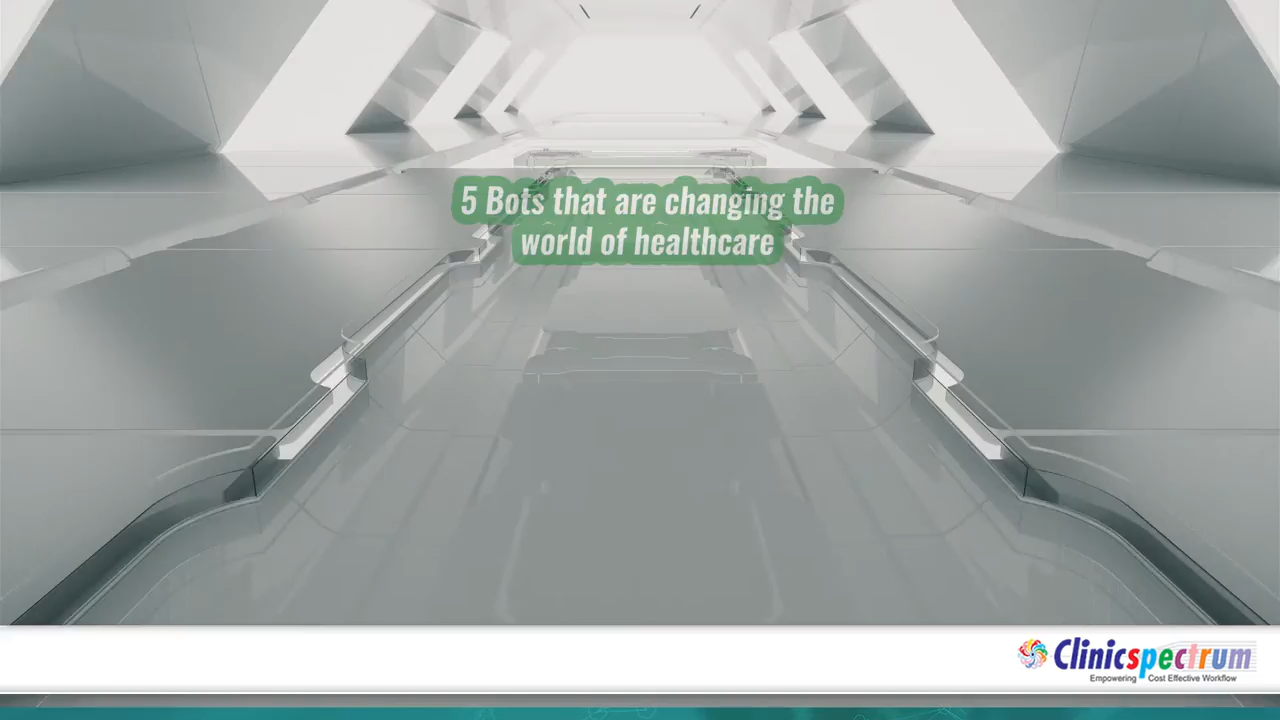 5 Bots that are changing the
world of healthcare
Clinicspectrum
Empowering Cost Effective Workflow